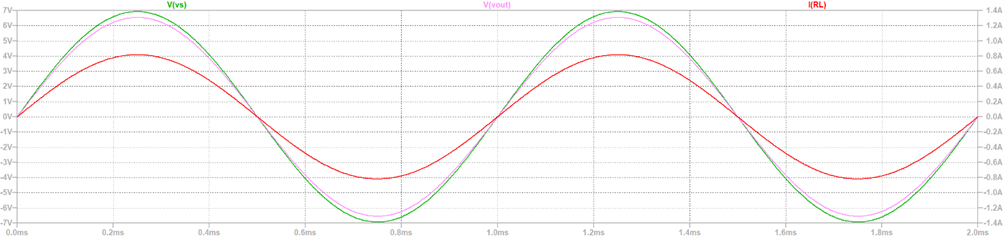 V(vs) V(vout) I(RL)
7V 1.4A
6V 1.2A
5V 1.0A
4V 0.8A
3V 0.6A
2V 0.4A
1V 0.2A
0V 0.0A
-1V -0.2A
-2V -0.4A
-3V -0.6A
-4V -0.8A
-5V -1.0A
-6V -1.2A
-7V -1.4A
0.0ms 0.2ms 0.4ms 0.6ms 0.8ms 1.0ms 1.2ms 1.4ms 1.6ms 1.8ms 2.0ms